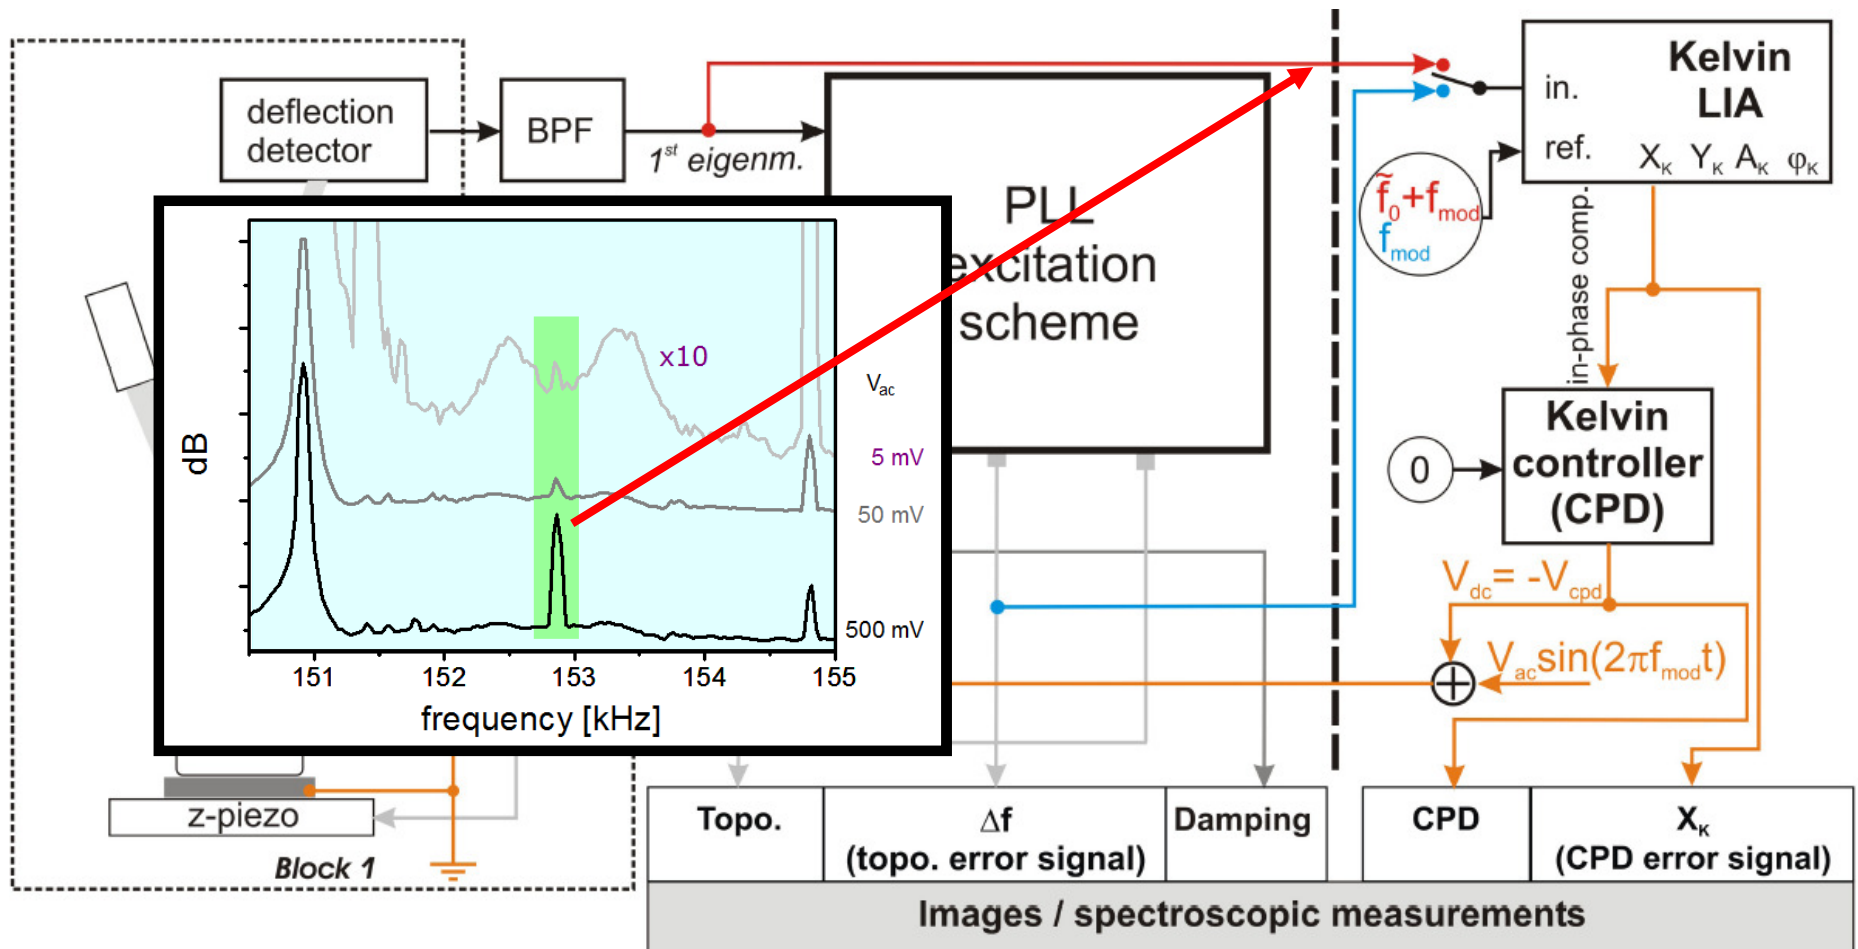 deflection
detector
BPF
1st eigenm.
PLL
excitation
scheme
Kelvin
LIA
in.
ref.
XK YK AK φK
f̃0+fmod
fmod
in-phase comp.
Kelvin
controller
(CPD)
0
Vdc= -Vcpd
Vacsin(2πfmodt)
dB
x10
Vac
5 mV
50 mV
500 mV
151 152 153 154 155
frequency [kHz]
z-piezo
Block 1
Topo.
Δf
(topo. error signal)
Damping
CPD
XK
(CPD error signal)
Images / spectroscopic measurements